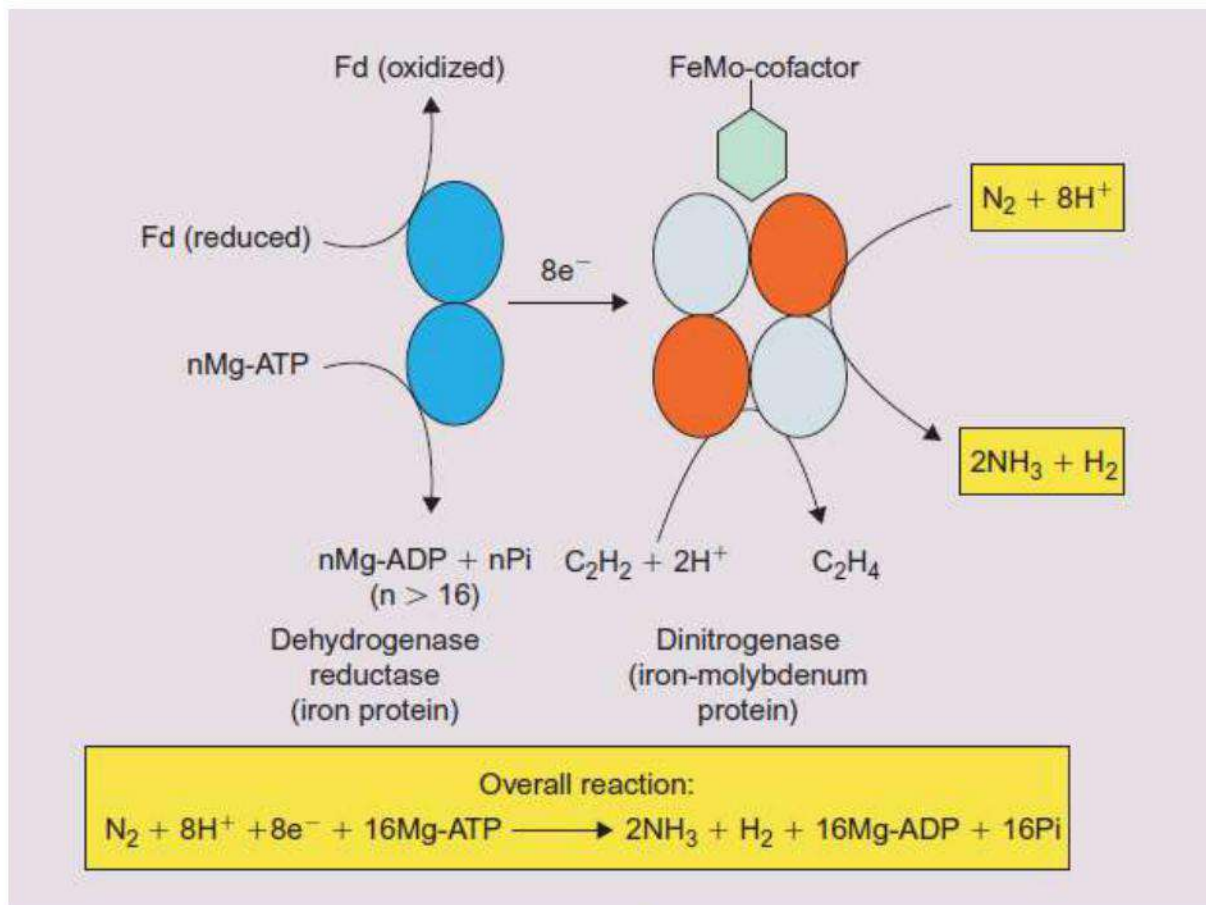 Fd (oxidized)
FeMo-cofactor
N₂ + 8H⁺
Fd (reduced)
8e⁻
nMg-ATP
2NH₃ + H₂
nMg-ADP + nPi
(n > 16)
C₂H₂ + 2H⁺
C₂H₄
Dehydrogenase
reductase
(iron protein)
Dinitrogenase
(iron-molybdenum
protein)
Overall reaction:
N₂ + 8H⁺ +8e⁻ + 16Mg-ATP ⟶ 2NH₃ + H₂ + 16Mg-ADP + 16Pi